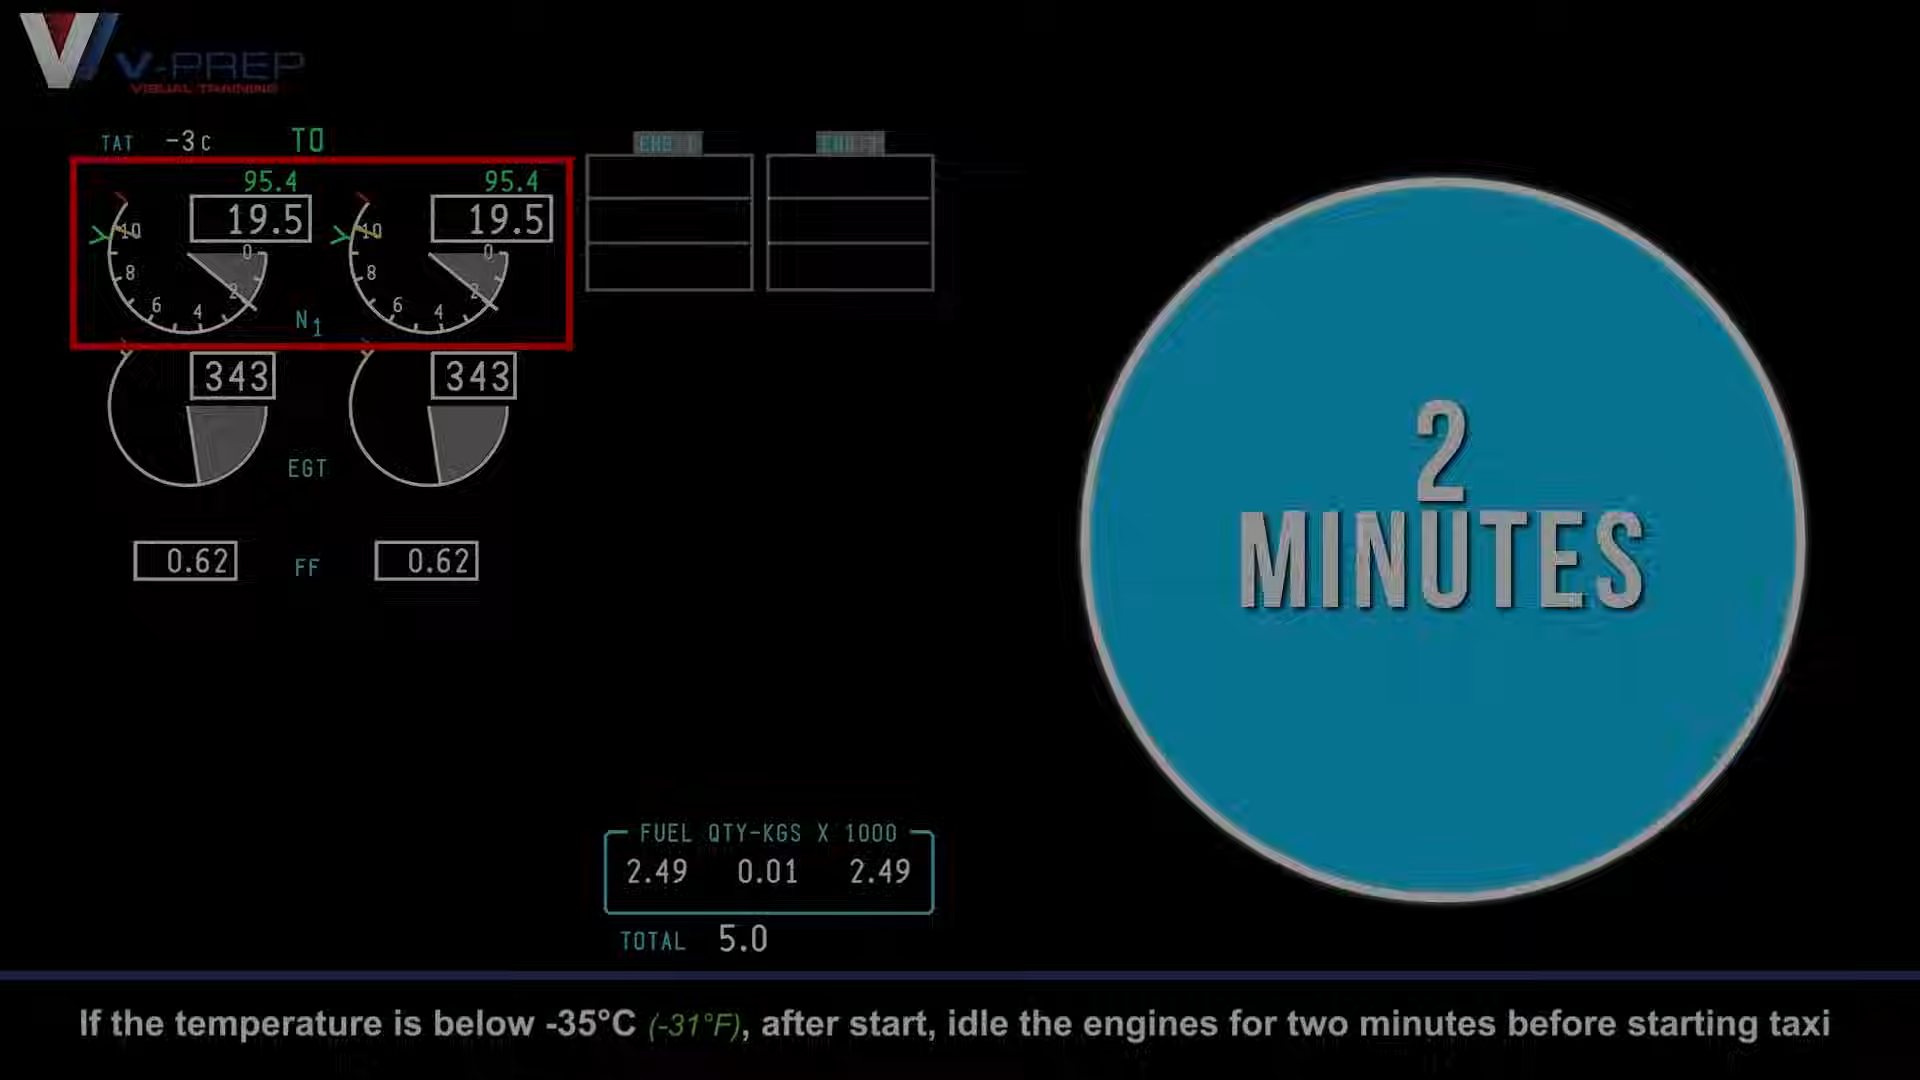 V-PREP
VISUAL TRAINING
TAT -3 C TO
95.4 95.4
19.5 19.5
10 8 6 4 2 0
10 8 6 4 2 0
N1
343 343
EGT
0.62 FF 0.62
2
MINUTES
FUEL QTY-KGS X 1000
2.49 0.01 2.49
TOTAL 5.0
If the temperature is below -35°C (-31°F), after start, idle the engines for two minutes before starting taxi